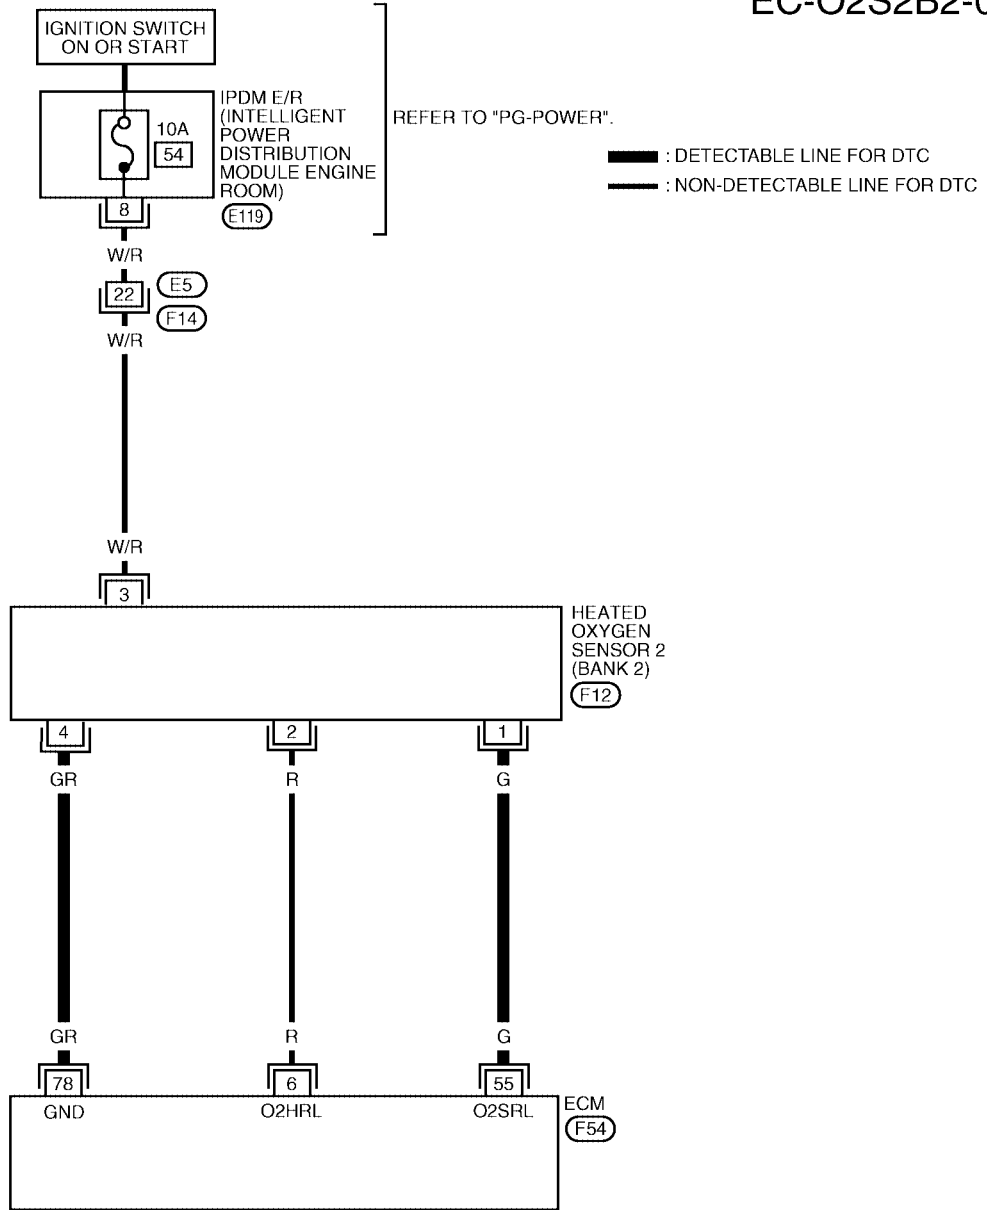 EC-O2S2B2-0
IGNITION SWITCH
ON OR START
IPDM E/R
(INTELLIGENT
POWER
DISTRIBUTION
MODULE ENGINE
ROOM)
E119
10A
54
REFER TO "PG-POWER".
: DETECTABLE LINE FOR DTC
: NON-DETECTABLE LINE FOR DTC
8
W/R
22
E5
F14
W/R
W/R
3
HEATED
OXYGEN
SENSOR 2
(BANK 2)
F12
4 2 1
GR R G
GR R G
78 6 55
GND O2HRL O2SRL
ECM
F54